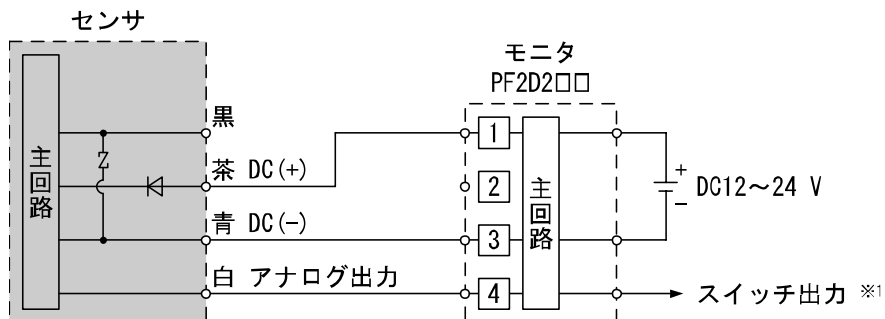 センサ
モニタ
PF2D2□□
主回路
黒
茶 DC(+)
青 DC(-)
白 アナログ出力
1
2
3
4
主回路
+
-
DC12～24 V
スイッチ出力 ※1